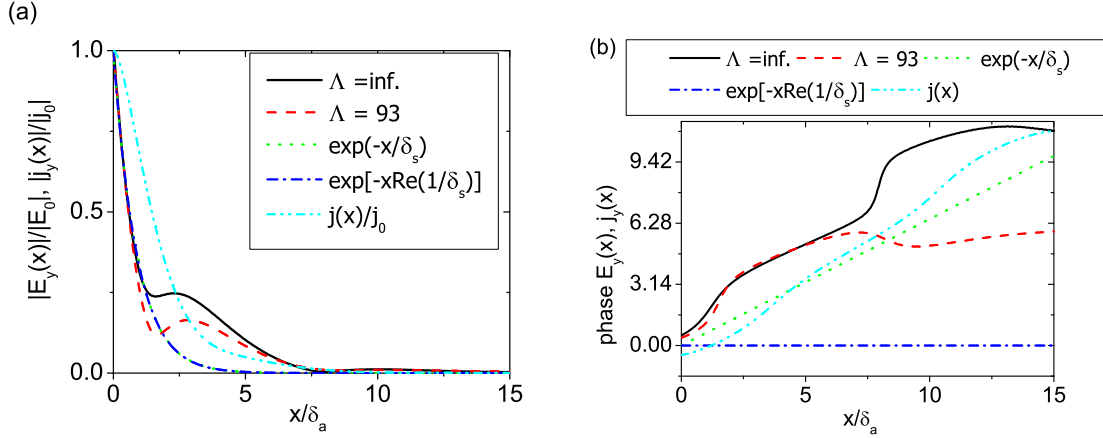 (a)
1.0
0.5
0.0
0
5
10
15
|E_y(x)|/|E_0|, |j_y(x)|/|j_0|
x/δ_a
Λ =inf.
Λ = 93
exp(-x/δ_s)
exp[-xRe(1/δ_s)]
j(x)/j_0
(b)
Λ =inf. Λ = 93 exp(-x/δ_s)
exp[-xRe(1/δ_s)] j(x)
9.42
6.28
3.14
0.00
0
5
10
15
phase E_y(x), j_y(x)
x/δ_a